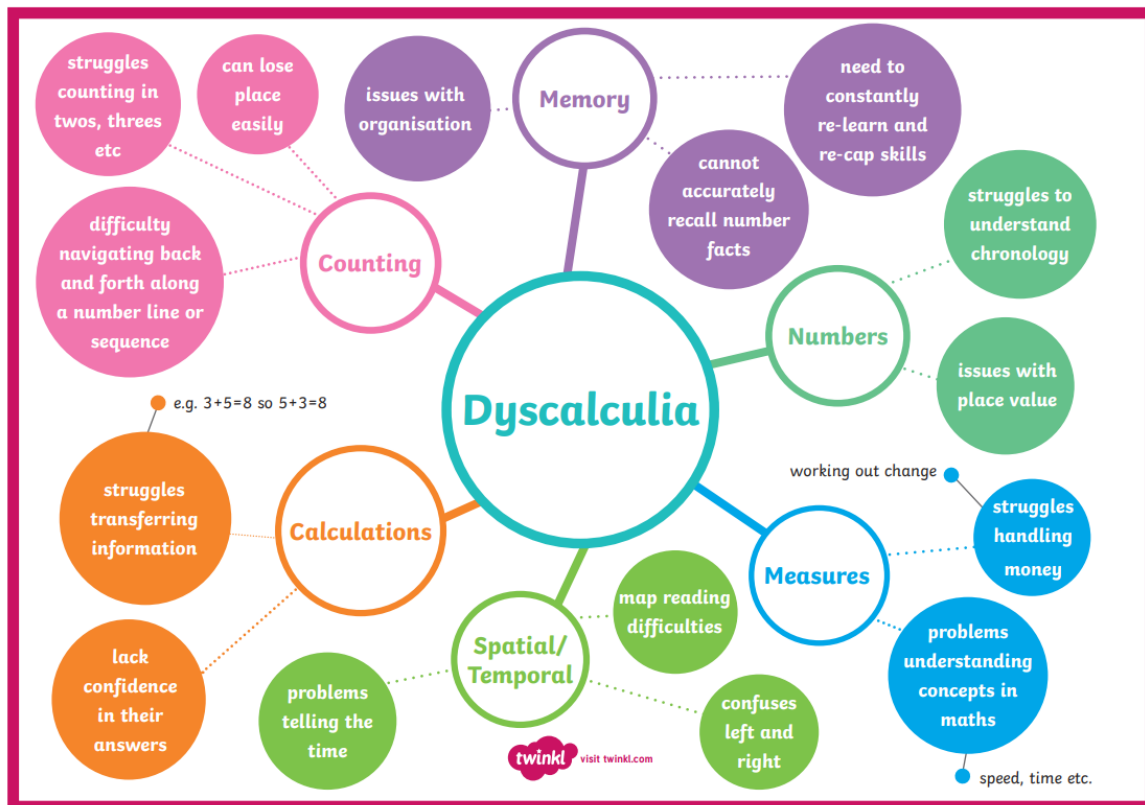 Dyscalculia
Memory
issues with
organisation
need to
constantly
re-learn and
re-cap skills
cannot
accurately
recall number
facts
Counting
struggles
counting in
twos, threes
etc
can lose
place
easily
difficulty
navigating back
and forth along
a number line or
sequence
Numbers
struggles to
understand
chronology
issues with
place value
Calculations
e.g. 3+5=8 so 5+3=8
struggles
transferring
information
lack
confidence
in their
answers
Spatial/
Temporal
map reading
difficulties
problems
telling the
time
confuses
left and
right
Measures
working out change
struggles
handling
money
problems
understanding
concepts in
maths
speed, time etc.
twinkl
visit twinkl.com